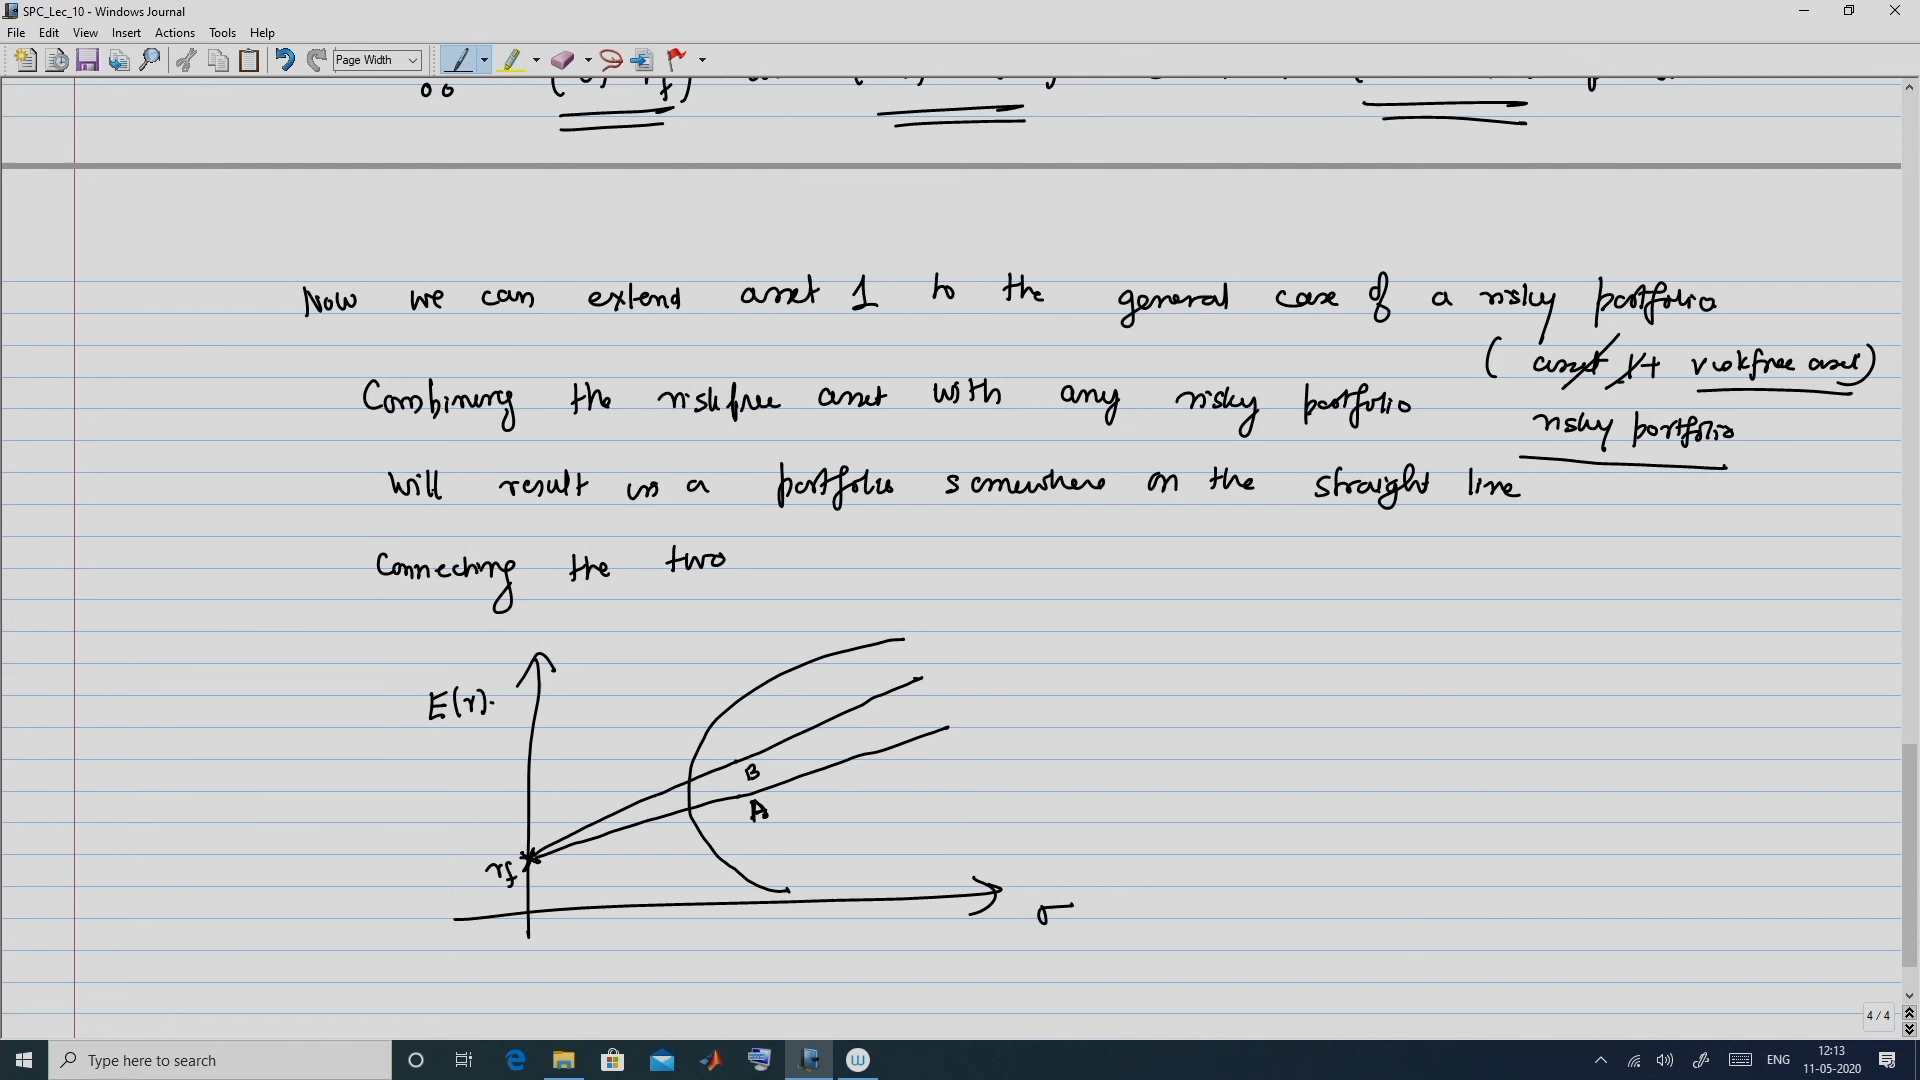 SPC_Lec_10 - Windows Journal
File Edit View Insert Actions Tools Help
Page Width
Now we can extend asset 1 to the general case of a risky portfolio
( asset 1 + riskfree asset )
Combining the riskfree asset with any risky portfolio
risky portfolio
will result in a portfolio somewhere on the straight line
Connecting the two
E(r).
B
A
rf
σ
4 / 4
Type here to search
ENG
12:13
11-05-2020